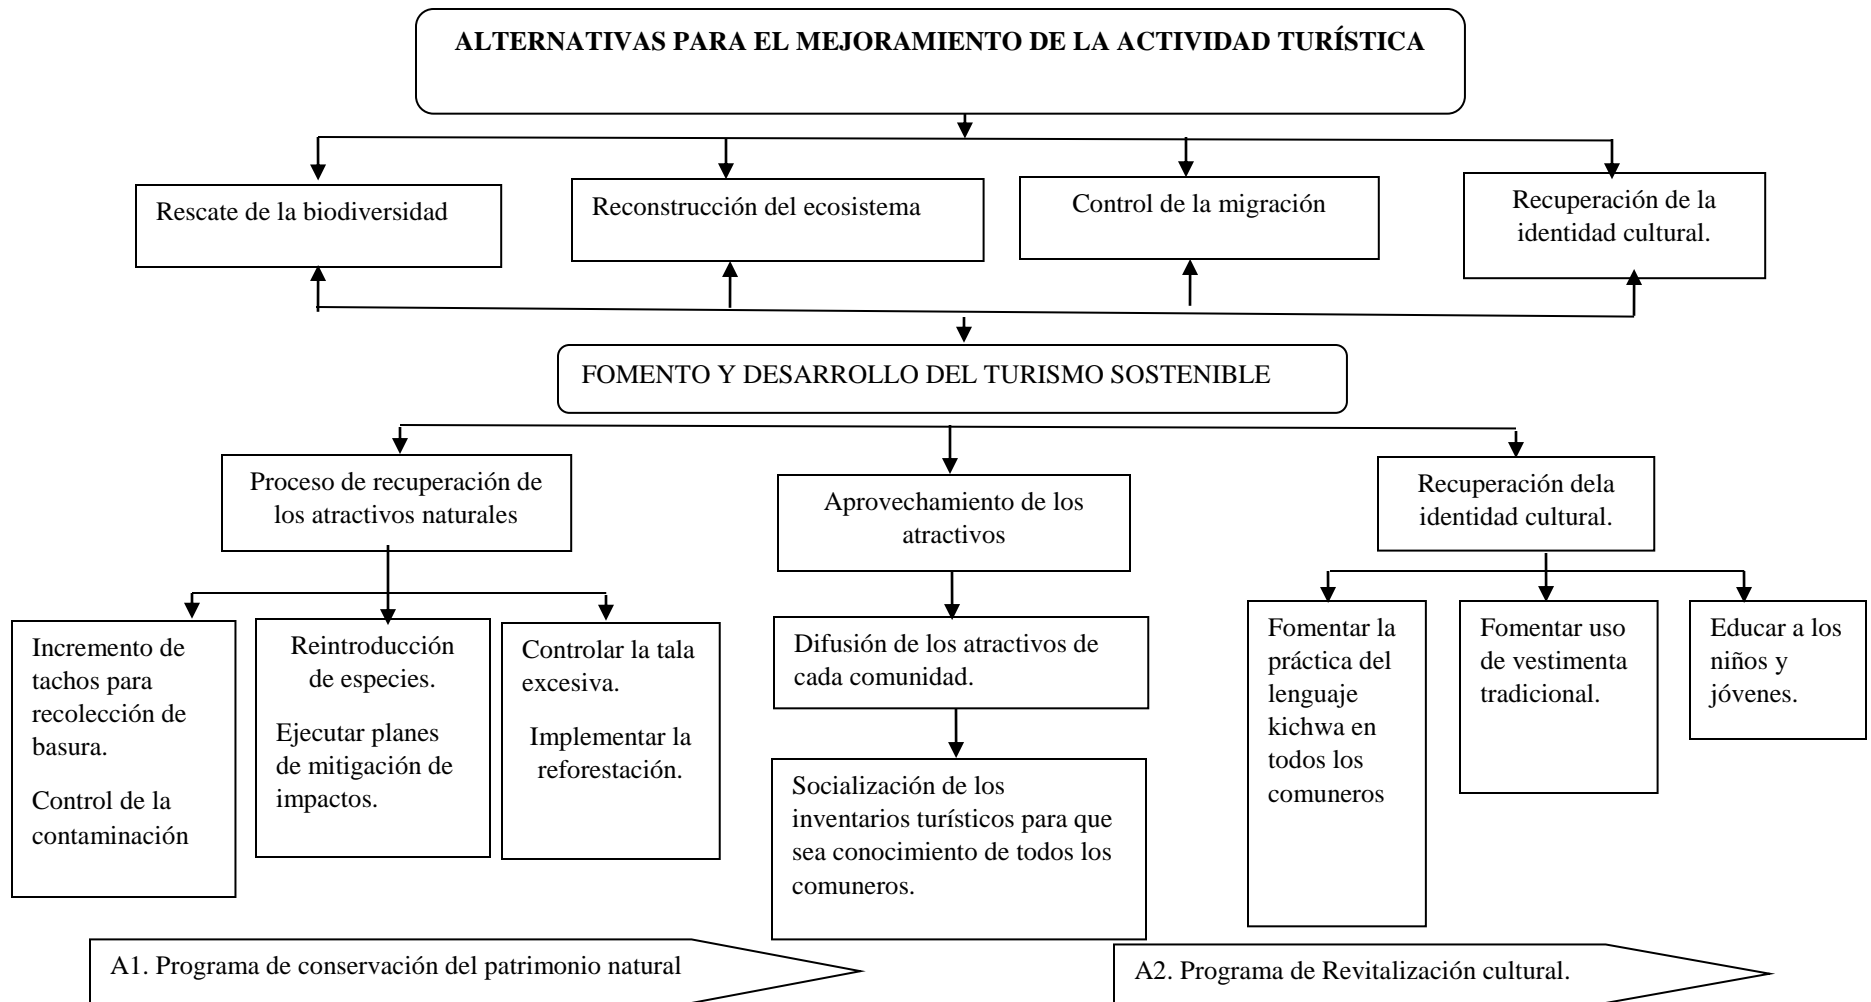 ALTERNATIVAS PARA EL MEJORAMIENTO DE LA ACTIVIDAD TURÍSTICA
Rescate de la biodiversidad
Reconstrucción del ecosistema
Control de la migración
Recuperación de la
identidad cultural.
FOMENTO Y DESARROLLO DEL TURISMO SOSTENIBLE
Proceso de recuperación de
los atractivos naturales
Aprovechamiento de los
atractivos
Recuperación dela
identidad cultural.
Incremento de
tachos para
recolección de
basura.
Control de la
contaminación
Reintroducción
de especies.
Ejecutar planes
de mitigación de
impactos.
Controlar la tala
excesiva.
Implementar la
reforestación.
Difusión de los atractivos de
cada comunidad.
Socialización de los
inventarios turísticos para que
sea conocimiento de todos los
comuneros.
Fomentar la
práctica del
lenguaje
kichwa en
todos los
comuneros
Fomentar uso
de vestimenta
tradicional.
Educar a los
niños y
jóvenes.
A1. Programa de conservación del patrimonio natural
A2. Programa de Revitalización cultural.